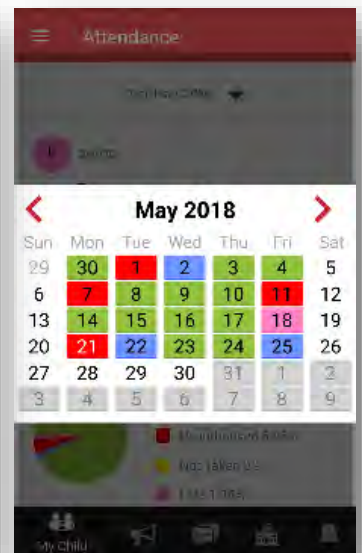 Attendance
May 2018
Sun Mon Tue Wed Thu Fri Sat
29 30 1 2 3 4 5
6 7 8 9 10 11 12
13 14 15 16 17 18 19
20 21 22 23 24 25 26
27 28 29 30 31 1 2
3 4 5 6 7 8 9
My Child